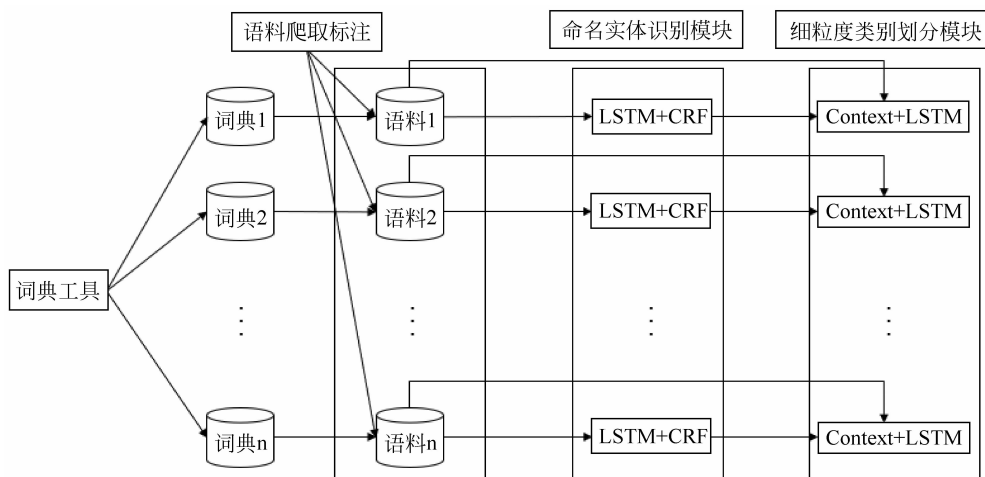 语料爬取标注
命名实体识别模块
细粒度类别划分模块
词典1
语料1
LSTM+CRF
Context+LSTM
词典2
语料2
LSTM+CRF
Context+LSTM
词典工具
⋮
⋮
⋮
⋮
词典n
语料n
LSTM+CRF
Context+LSTM